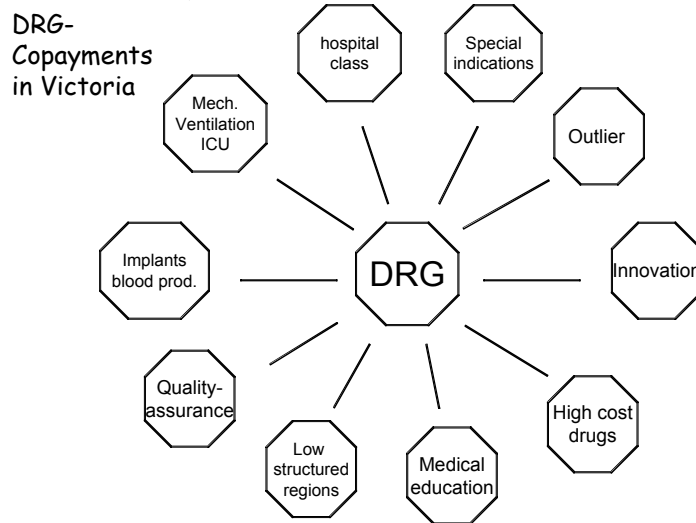 DRG-
Copayments
in Victoria
hospital
class
Special
indications
Mech.
Ventilation
ICU
Outlier
Implants
blood prod.
DRG
Innovation
Quality-
assurance
High cost
drugs
Low
structured
regions
Medical
education